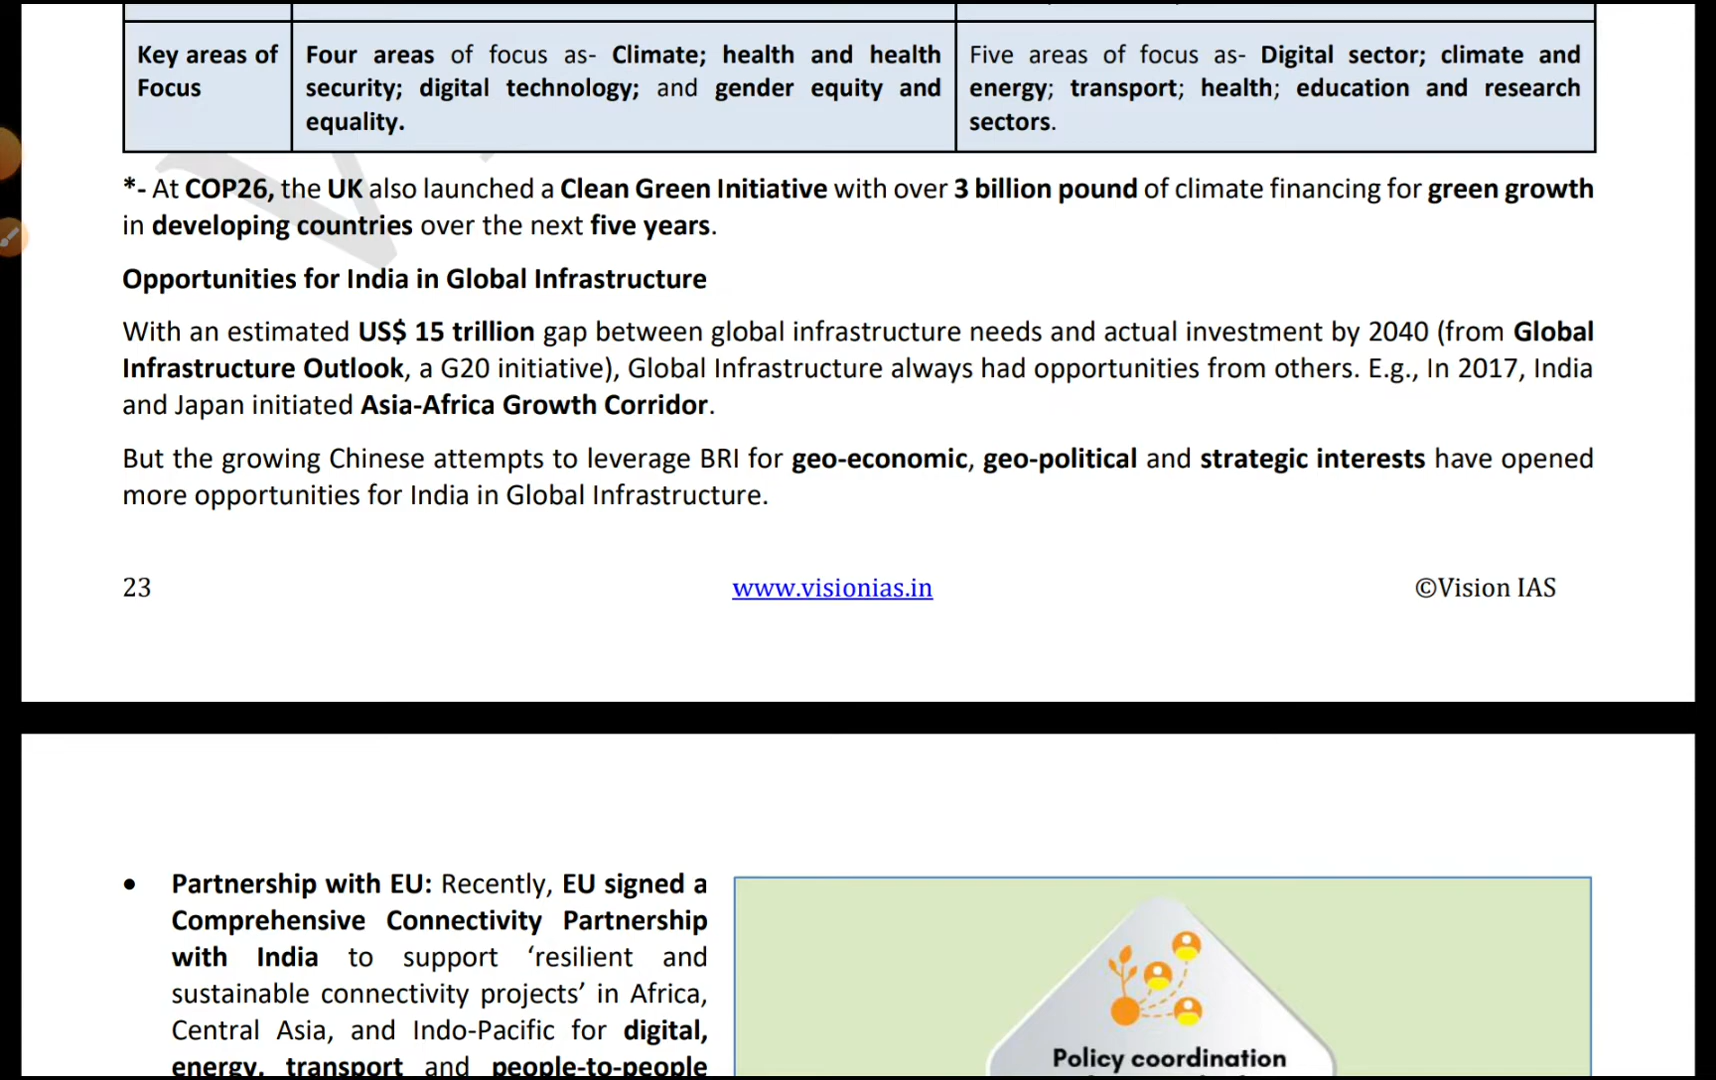 Key areas of
Focus
Four areas of focus as- Climate; health and health
security; digital technology; and gender equity and
equality.
Five areas of focus as- Digital sector; climate and
energy; transport; health; education and research
sectors.
*- At COP26, the UK also launched a Clean Green Initiative with over 3 billion pound of climate financing for green growth
in developing countries over the next five years.
Opportunities for India in Global Infrastructure
With an estimated US$ 15 trillion gap between global infrastructure needs and actual investment by 2040 (from Global
Infrastructure Outlook, a G20 initiative), Global Infrastructure always had opportunities from others. E.g., In 2017, India
and Japan initiated Asia-Africa Growth Corridor.
But the growing Chinese attempts to leverage BRI for geo-economic, geo-political and strategic interests have opened
more opportunities for India in Global Infrastructure.
23
www.visionias.in
©Vision IAS
• Partnership with EU: Recently, EU signed a
Comprehensive Connectivity Partnership
with India to support ‘resilient and
sustainable connectivity projects’ in Africa,
Central Asia, and Indo-Pacific for digital,
energy, transport and people-to-people
Policy coordination